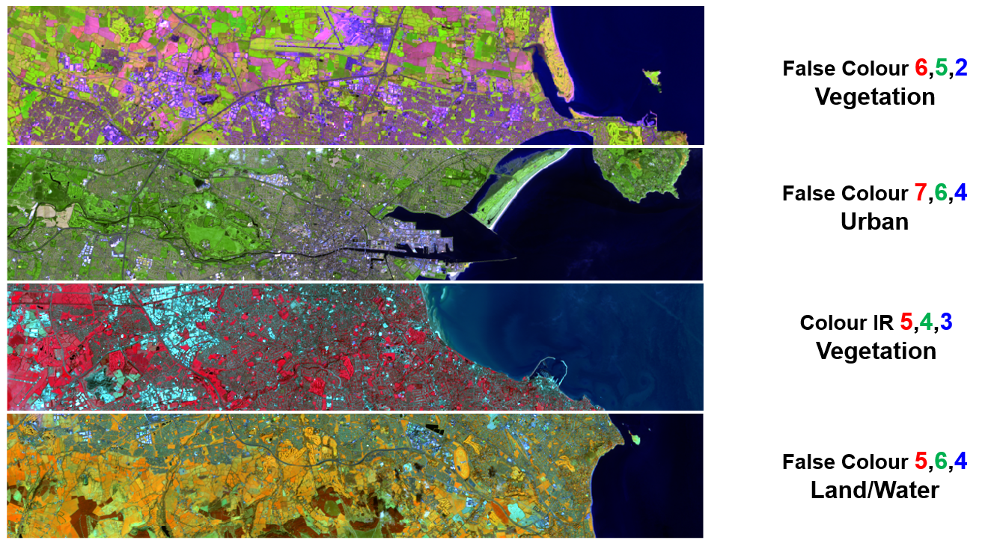 False Colour 6,5,2
Vegetation
False Colour 7,6,4
Urban
Colour IR 5,4,3
Vegetation
False Colour 5,6,4
Land/Water